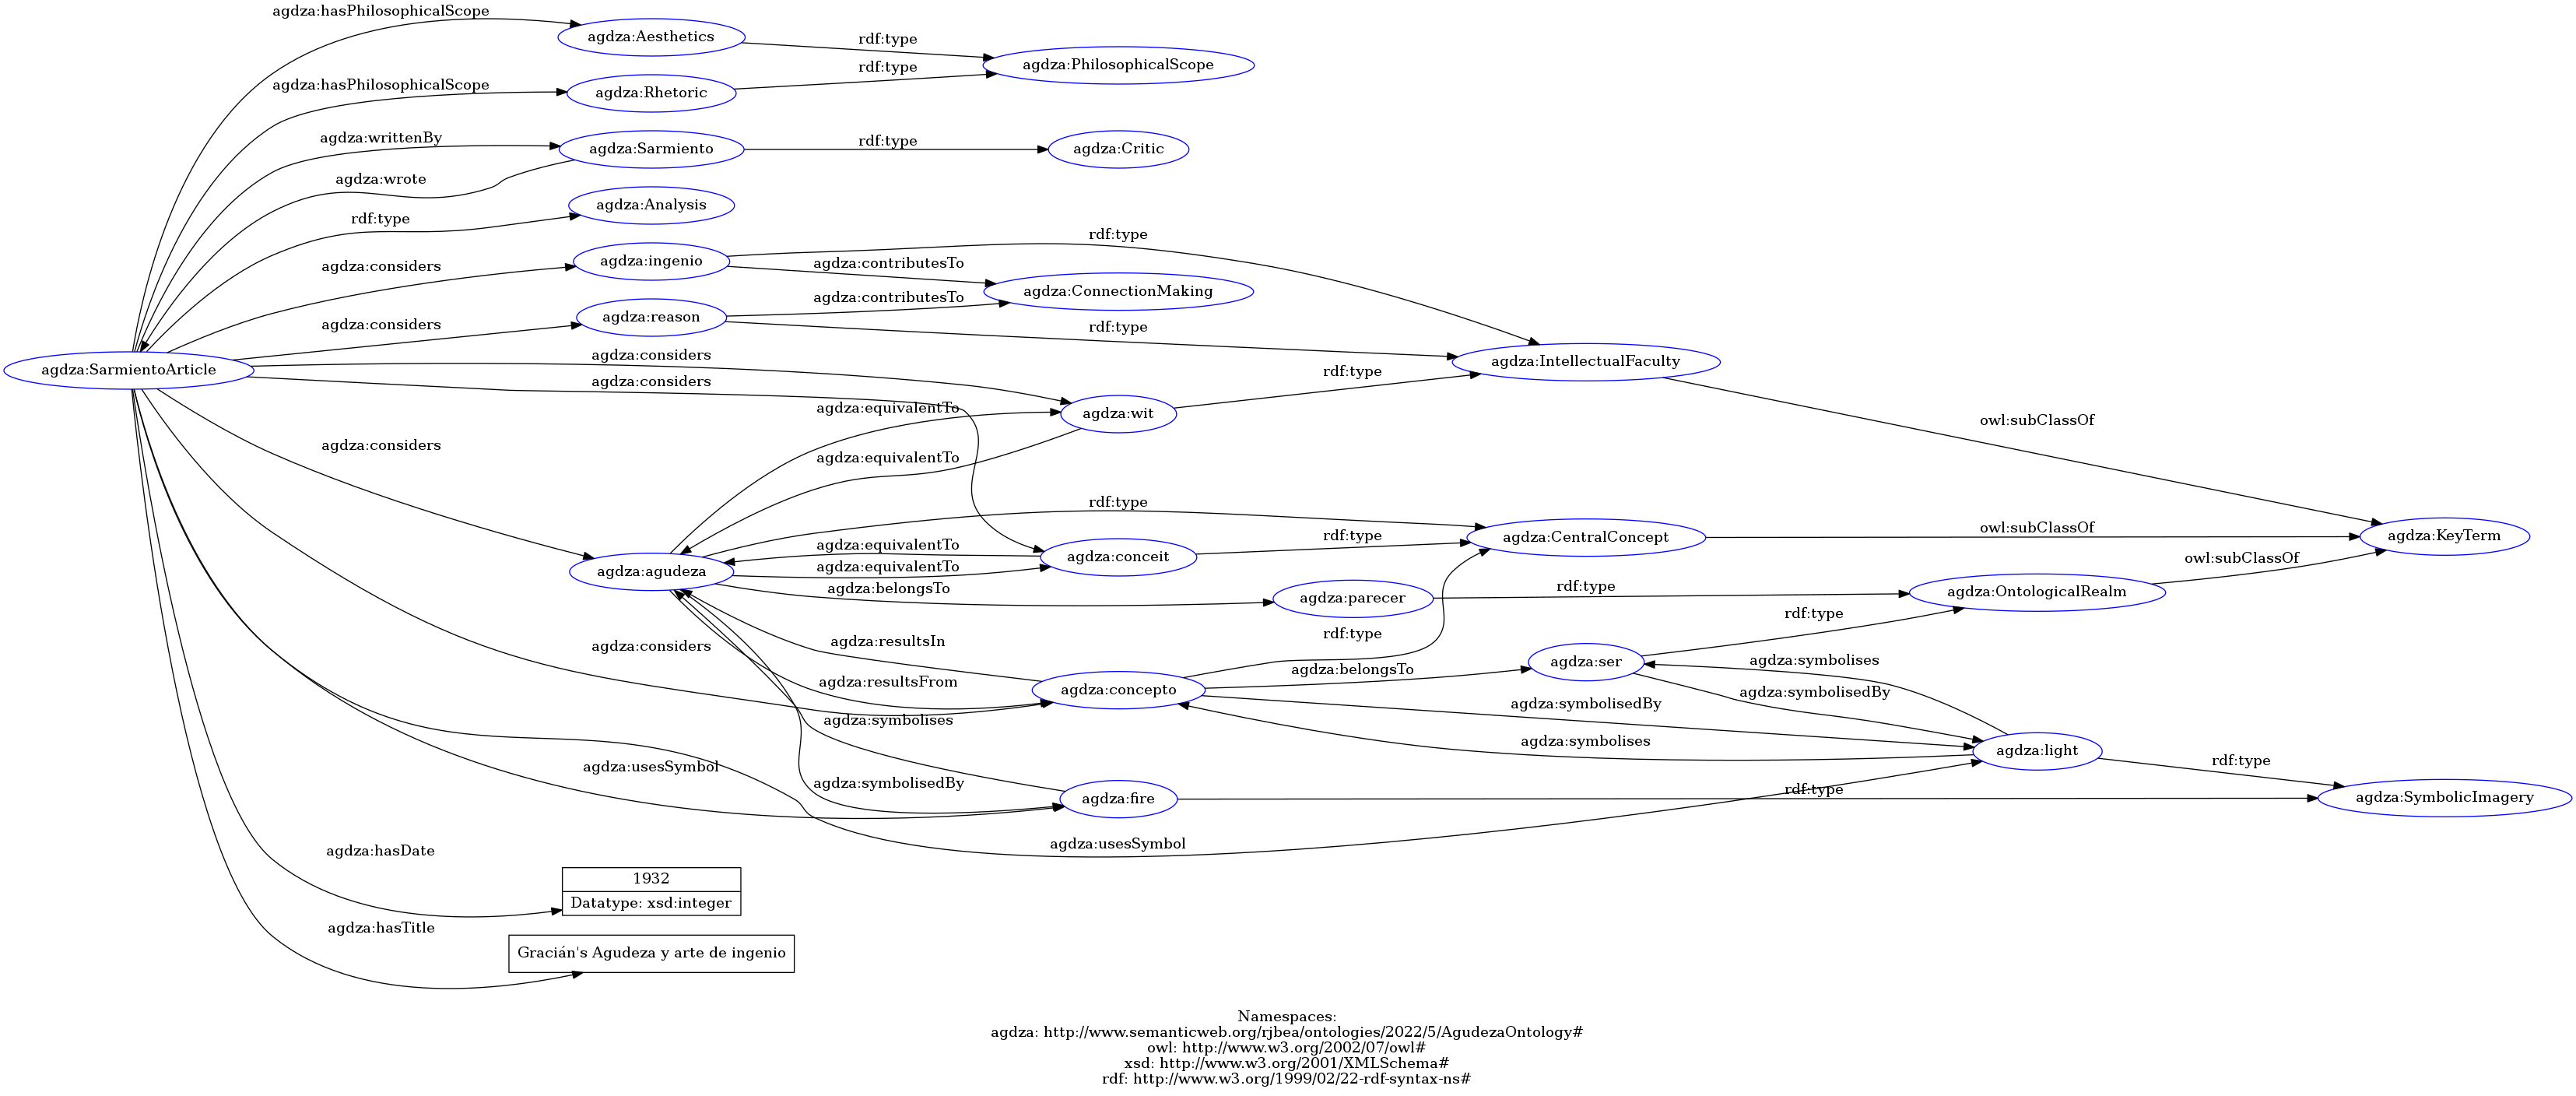 agdza:hasPhilosophicalScope
agdza:Aesthetics
rdf:type
agdza:PhilosophicalScope
agdza:hasPhilosophicalScope
agdza:Rhetoric
rdf:type
agdza:writtenBy
agdza:Sarmiento
rdf:type
agdza:Critic
agdza:wrote
agdza:Analysis
rdf:type
agdza:considers
agdza:ingenio
rdf:type
agdza:contributesTo
agdza:ConnectionMaking
agdza:contributesTo
agdza:considers
agdza:reason
rdf:type
agdza:SarmientoArticle
agdza:considers
agdza:considers
agdza:IntellectualFaculty
rdf:type
agdza:equivalentTo
agdza:wit
owl:subClassOf
agdza:considers
agdza:equivalentTo
rdf:type
agdza:CentralConcept
owl:subClassOf
agdza:KeyTerm
agdza:equivalentTo
agdza:conceit
rdf:type
agdza:agudeza
agdza:equivalentTo
agdza:belongsTo
agdza:parecer
rdf:type
agdza:OntologicalRealm
owl:subClassOf
agdza:considers
agdza:resultsIn
rdf:type
rdf:type
agdza:resultsFrom
agdza:concepto
agdza:belongsTo
agdza:ser
agdza:symbolises
agdza:symbolisedBy
agdza:symbolisedBy
agdza:symbolises
agdza:symbolises
agdza:light
rdf:type
agdza:usesSymbol
agdza:symbolisedBy
agdza:fire
rdf:type
agdza:SymbolicImagery
agdza:usesSymbol
agdza:hasDate
1932
Datatype: xsd:integer
agdza:hasTitle
Gracián's Agudeza y arte de ingenio
Namespaces:
agdza: http://www.semanticweb.org/rjbea/ontologies/2022/5/AgudezaOntology#
owl: http://www.w3.org/2002/07/owl#
xsd: http://www.w3.org/2001/XMLSchema#
rdf: http://www.w3.org/1999/02/22-rdf-syntax-ns#